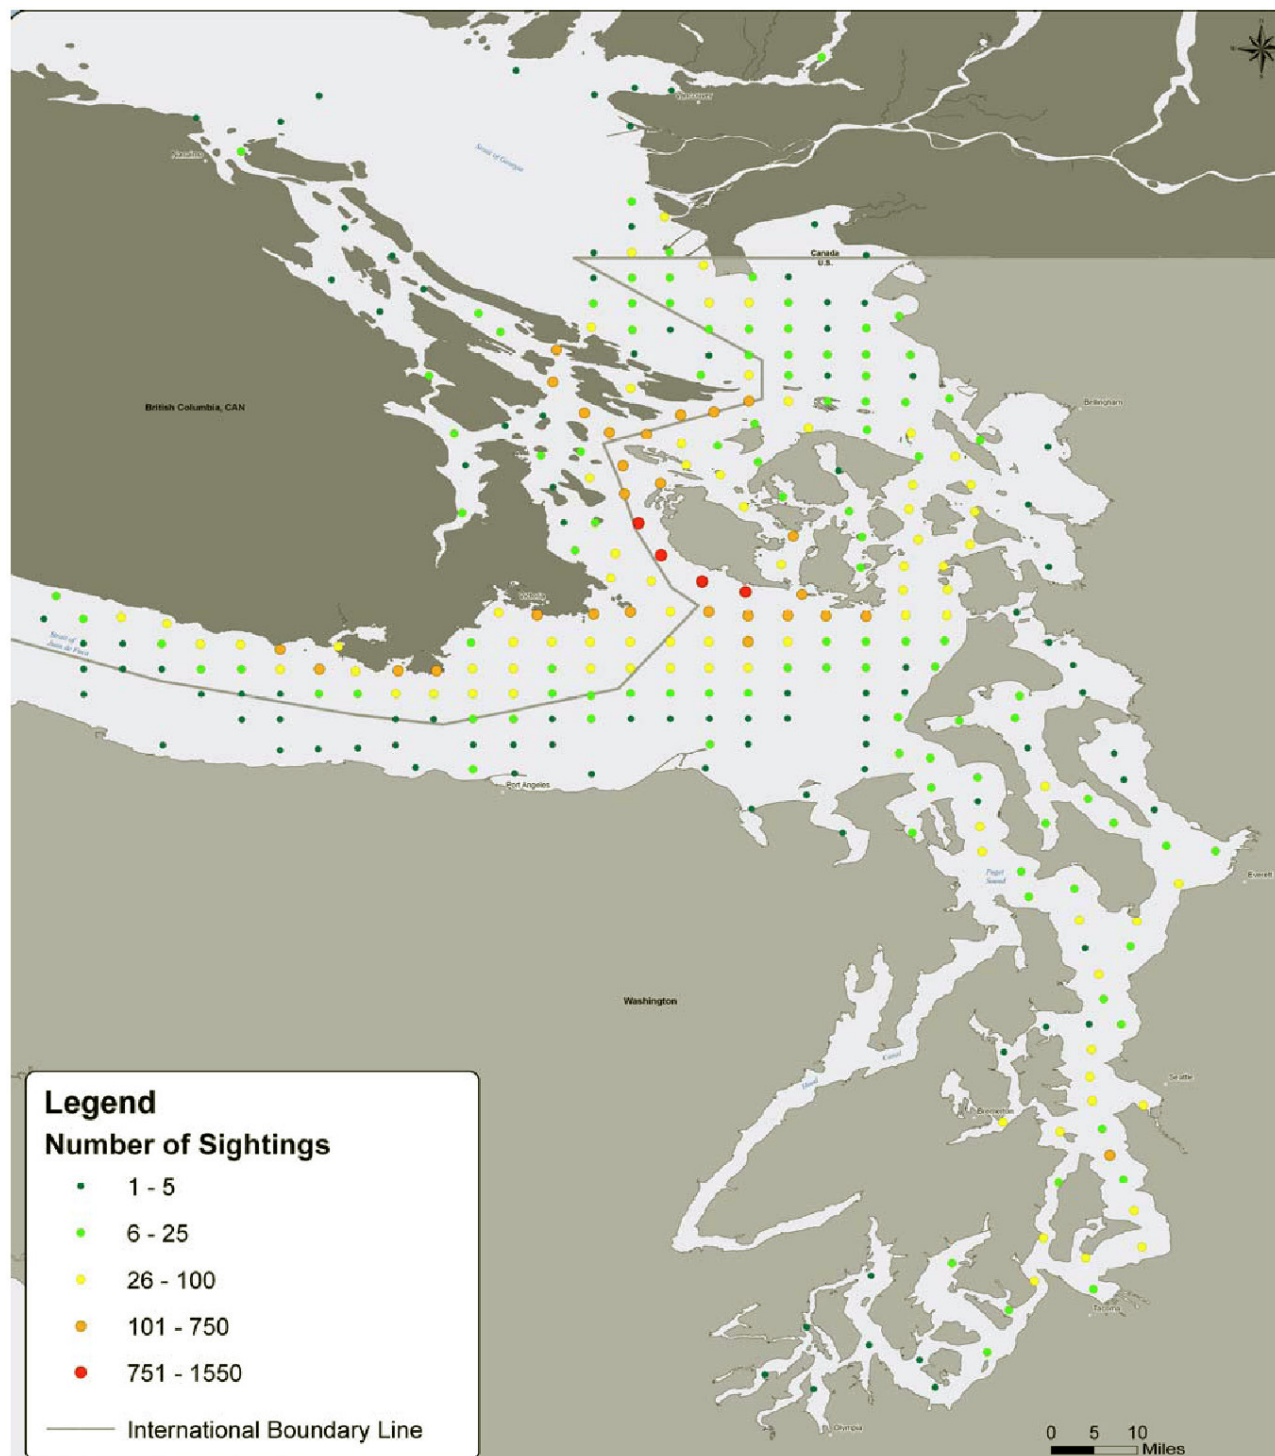 Vancouver
Nanaimo
Strait of Georgia
Canada
U.S.
British Columbia, CAN
Bellingham
Victoria
Strait of
Juan de Fuca
Port Angeles
Puget
Sound
Everett
Washington
Hood
Canal
Seattle
Bremerton
Tacoma
Olympia
Legend
Number of Sightings
1 - 5
6 - 25
26 - 100
101 - 750
751 - 1550
International Boundary Line
0 5 10
Miles